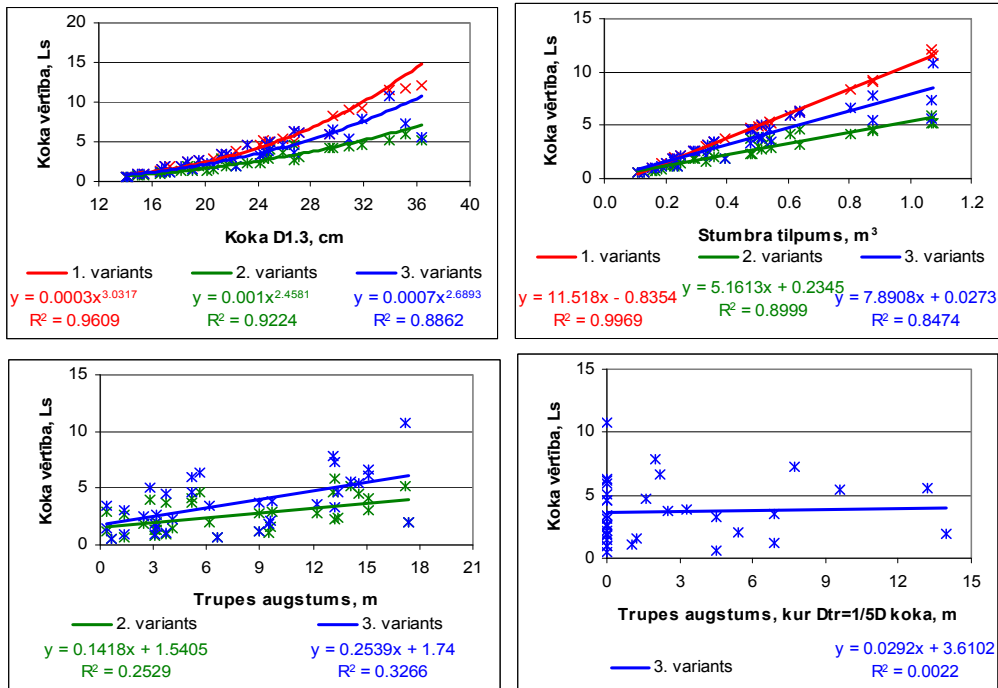 Koka vērtība, Ls
20
15
10
5
0
12 16 20 24 28 32 36 40
Koka D1.3, cm
1. variants 2. variants 3. variants
y = 0.0003x^3.0317 y = 0.001x^2.4581 y = 0.0007x^2.6893
R² = 0.9609 R² = 0.9224 R² = 0.8862
Koka vērtība, Ls
15
10
5
0
0.0 0.2 0.4 0.6 0.8 1.0 1.2
Stumbra tilpums, m³
1. variants 2. variants 3. variants
y = 11.518x - 0.8354 y = 5.1613x + 0.2345 y = 7.8908x + 0.0273
R² = 0.9969 R² = 0.8999 R² = 0.8474
Koka vērtība, Ls
15
10
5
0
0 3 6 9 12 15 18 21
Trupes augstums, m
2. variants 3. variants
y = 0.1418x + 1.5405 y = 0.2539x + 1.74
R² = 0.2529 R² = 0.3266
Koka vērtība, Ls
15
10
5
0
0 3 6 9 12 15
Trupes augstums, kur Dtr=1/5D koka, m
3. variants
y = 0.0292x + 3.6102
R² = 0.0022